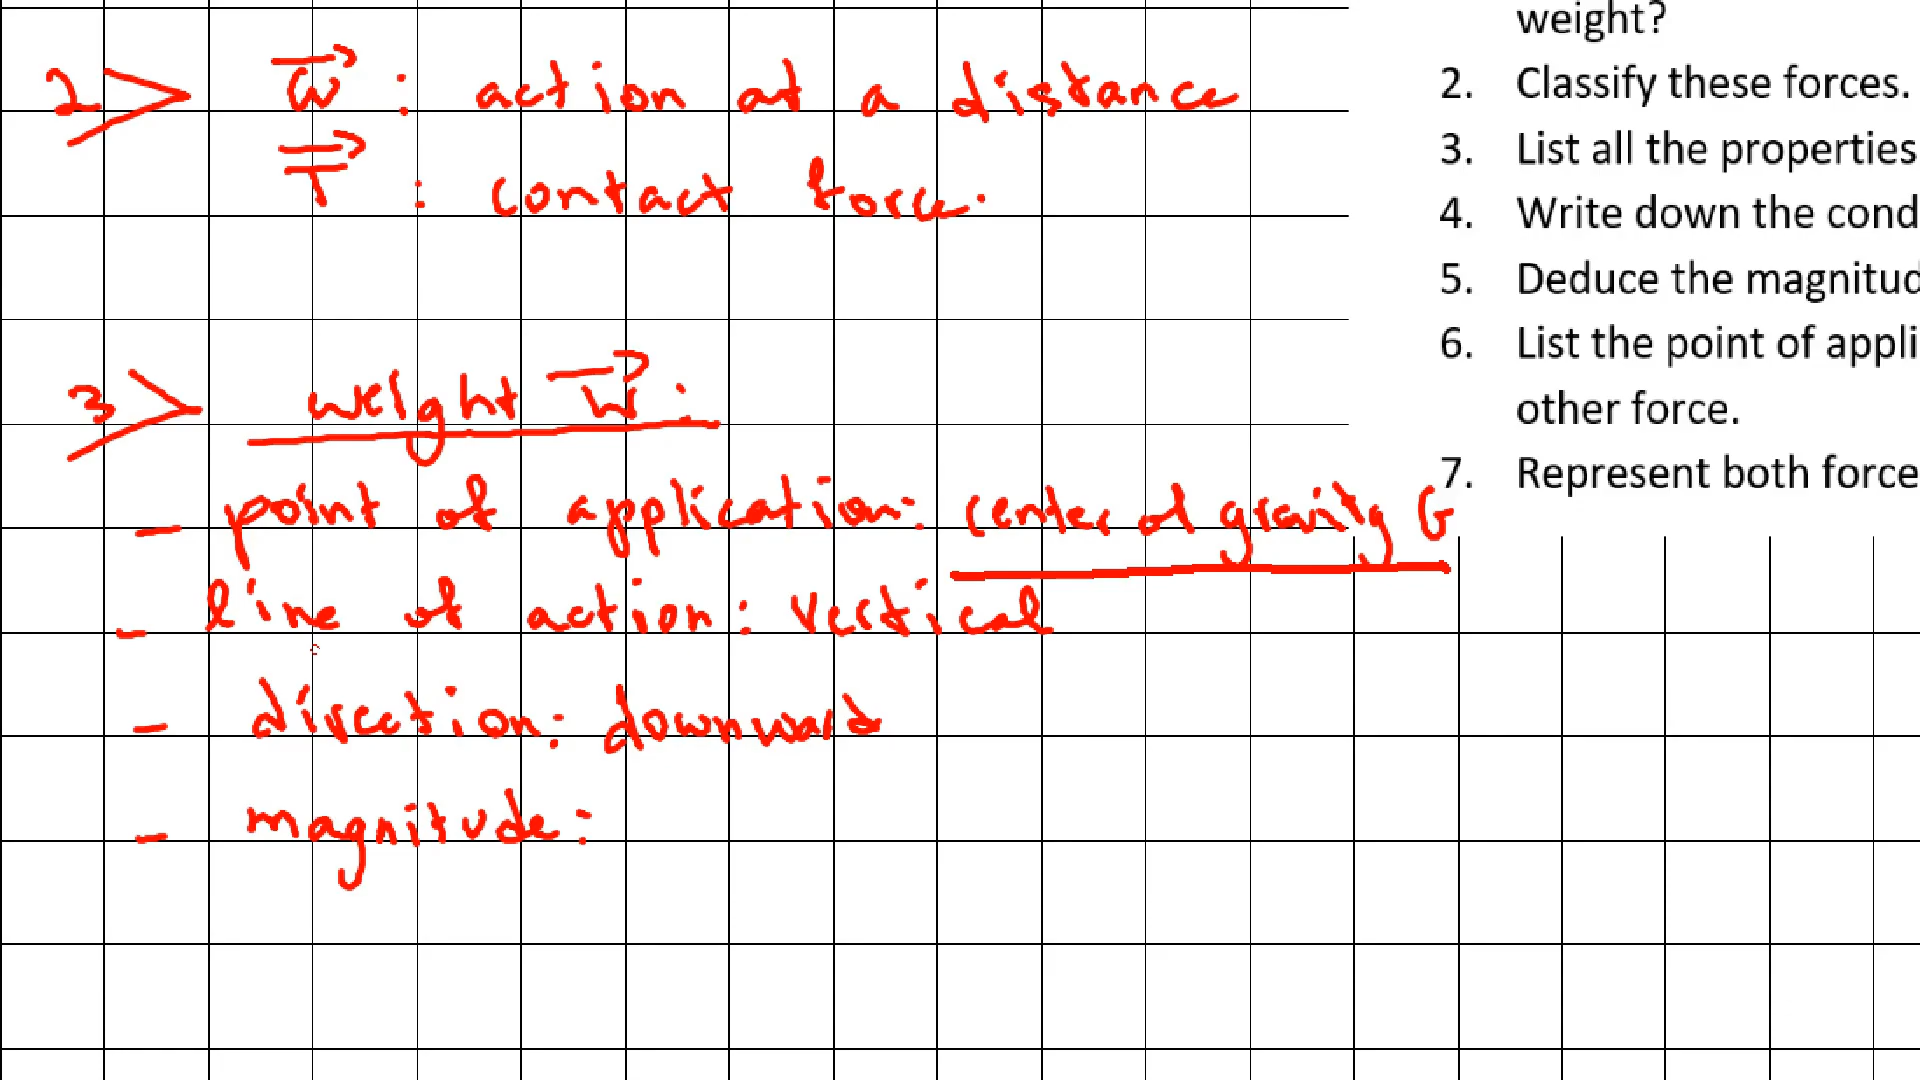 2> W : action at a distance
T : contact force.
3> weight W :
- point of application: center of gravity G
- line of action: vertical
- direction: downward
- magnitude:
weight?
2. Classify these forces.
3. List all the properties
4. Write down the cond
5. Deduce the magnitud
6. List the point of appli
other force.
7. Represent both force